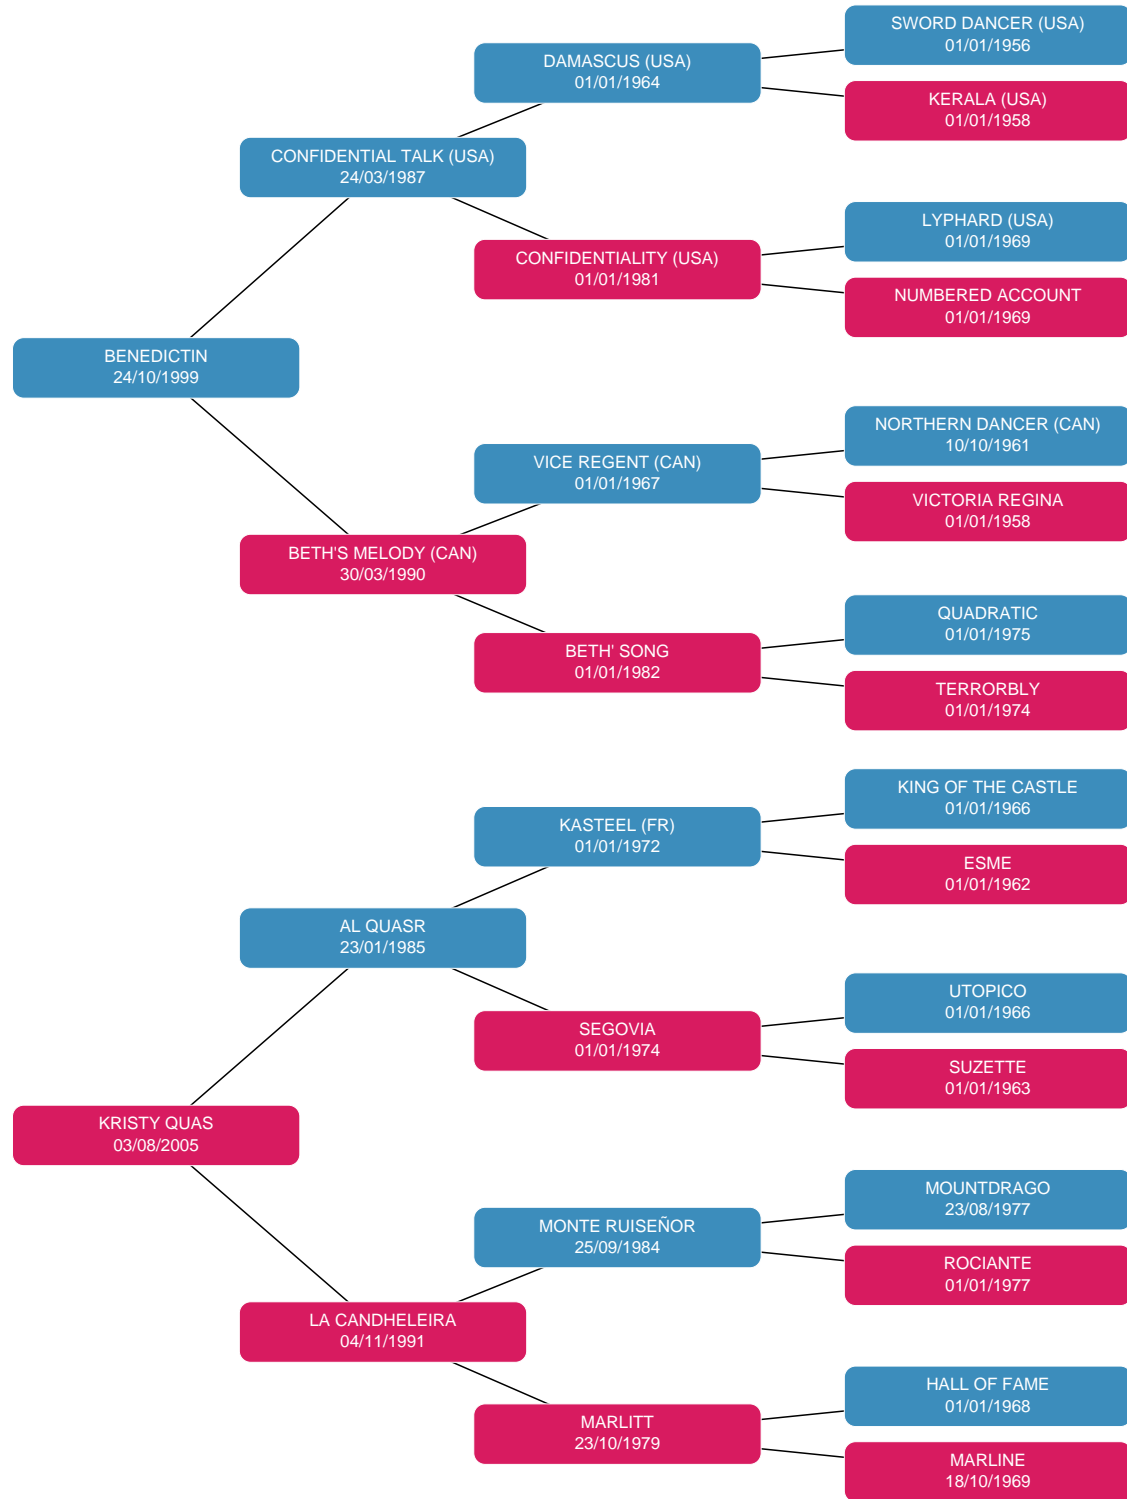 SWORD DANCER (USA)
01/01/1956
DAMASCUS (USA)
01/01/1964
KERALA (USA)
01/01/1958
CONFIDENTIAL TALK (USA)
24/03/1987
LYPHARD (USA)
01/01/1969
CONFIDENTIALITY (USA)
01/01/1981
NUMBERED ACCOUNT
01/01/1969
BENEDICTIN
24/10/1999
NORTHERN DANCER (CAN)
10/10/1961
VICE REGENT (CAN)
01/01/1967
VICTORIA REGINA
01/01/1958
BETH'S MELODY (CAN)
30/03/1990
QUADRATIC
01/01/1975
BETH' SONG
01/01/1982
TERRORBLY
01/01/1974
KING OF THE CASTLE
01/01/1966
KASTEEL (FR)
01/01/1972
ESME
01/01/1962
AL QUASR
23/01/1985
UTOPICO
01/01/1966
SEGOVIA
01/01/1974
SUZETTE
01/01/1963
KRISTY QUAS
03/08/2005
MOUNTDRAGO
23/08/1977
MONTE RUISEÑOR
25/09/1984
ROCIANTE
01/01/1977
LA CANDHELEIRA
04/11/1991
HALL OF FAME
01/01/1968
MARLITT
23/10/1979
MARLINE
18/10/1969